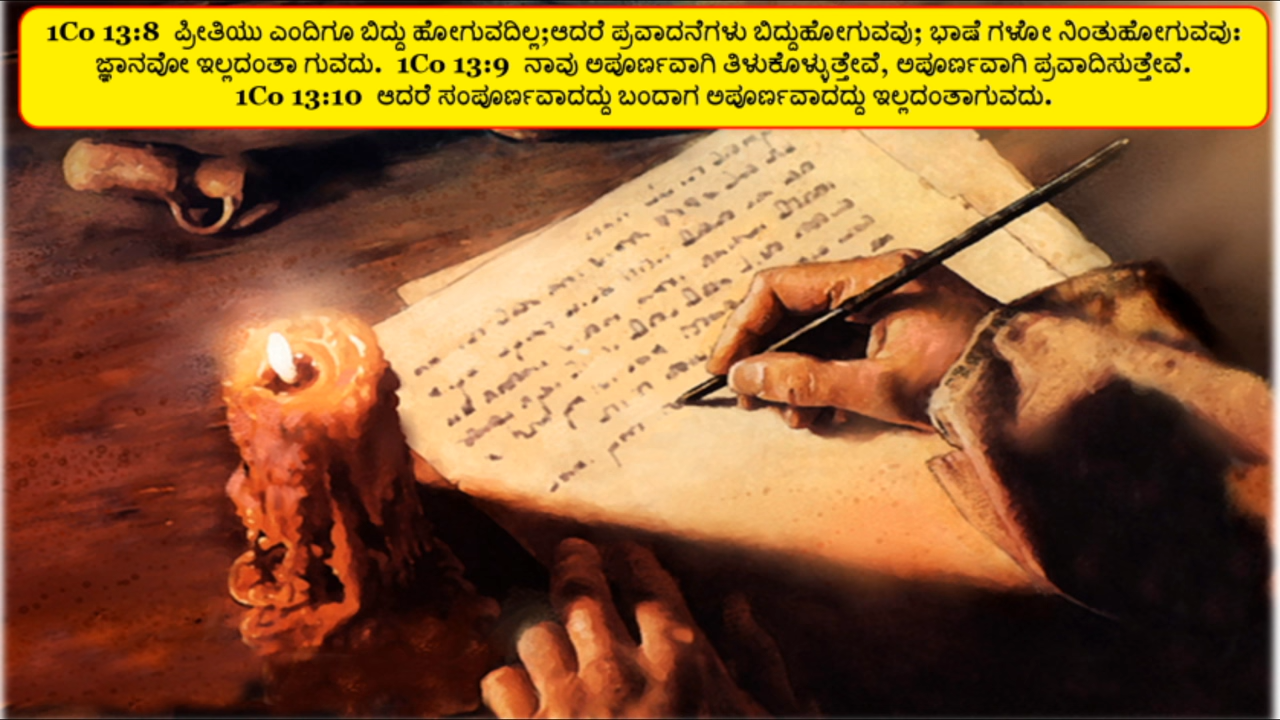 1Co 13:8 ಪ್ರೀತಿಯು ಎಂದಿಗೂ ಬಿದ್ದು ಹೋಗುವದಿಲ್ಲ;ಆದರೆ ಪ್ರವಾದನೆಗಳು ಬಿದ್ದುಹೋಗುವವು; ಭಾಷೆ ಗಳೋ ನಿಂತುಹೋಗುವವು:
ಜ್ಞಾನವೋ ಇಲ್ಲದಂತಾ ಗುವದು. 1Co 13:9 ನಾವು ಅಪೂರ್ಣವಾಗಿ ತಿಳುಕೊಳ್ಳುತ್ತೇವೆ, ಅಪೂರ್ಣವಾಗಿ ಪ್ರವಾದಿಸುತ್ತೇವೆ.
1Co 13:10 ಆದರೆ ಸಂಪೂರ್ಣವಾದದ್ದು ಬಂದಾಗ ಅಪೂರ್ಣವಾದದ್ದು ಇಲ್ಲದಂತಾಗುವದು.